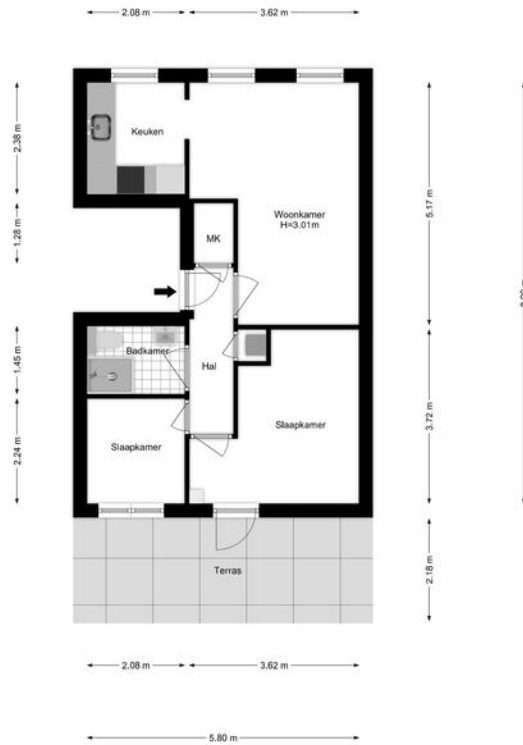 2.08 m
3.62 m
Keuken
2.38 m
Woonkamer
H=3.01m
5.17 m
MK
1.28 m
Badkamer
1.45 m
Hal
Slaapkamer
3.72 m
Slaapkamer
2.24 m
Terras
2.18 m
2.08 m
3.62 m
5.80 m